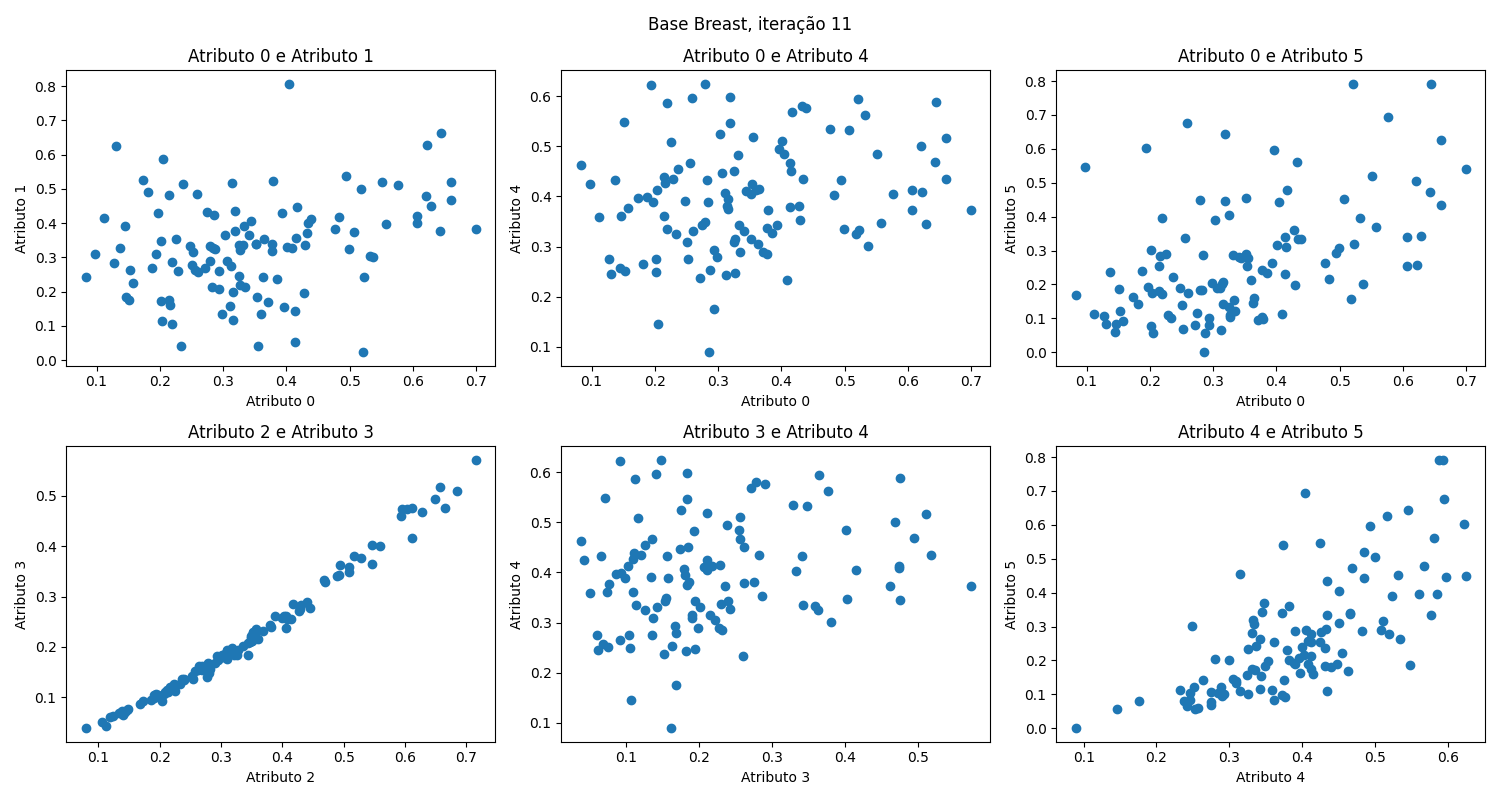 Base Breast, iteração 11
Atributo 0 e Atributo 1
Atributo 0 e Atributo 4
Atributo 0 e Atributo 5
0.8
0.7
0.6
0.5
0.4
0.3
0.2
0.1
0.0
Atributo 1
0.1 0.2 0.3 0.4 0.5 0.6 0.7
Atributo 0
0.6
0.5
0.4
0.3
0.2
0.1
Atributo 4
0.1 0.2 0.3 0.4 0.5 0.6 0.7
Atributo 0
0.8
0.7
0.6
0.5
0.4
0.3
0.2
0.1
0.0
Atributo 5
0.1 0.2 0.3 0.4 0.5 0.6 0.7
Atributo 0
Atributo 2 e Atributo 3
Atributo 3 e Atributo 4
Atributo 4 e Atributo 5
0.5
0.4
0.3
0.2
0.1
Atributo 3
0.1 0.2 0.3 0.4 0.5 0.6 0.7
Atributo 2
0.6
0.5
0.4
0.3
0.2
0.1
Atributo 4
0.1 0.2 0.3 0.4 0.5
Atributo 3
0.8
0.7
0.6
0.5
0.4
0.3
0.2
0.1
0.0
Atributo 5
0.1 0.2 0.3 0.4 0.5 0.6
Atributo 4